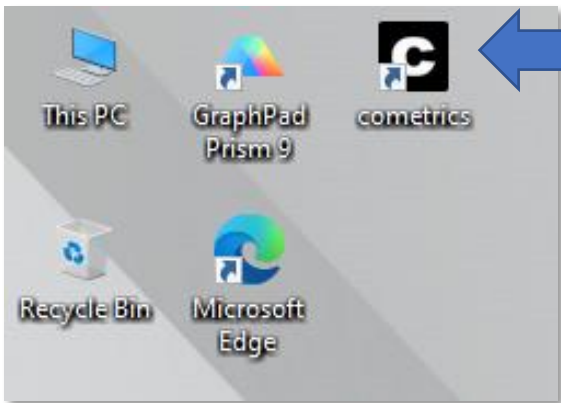 This PC
GraphPad
Prism 9
c
cometrics
Recycle Bin
Microsoft
Edge